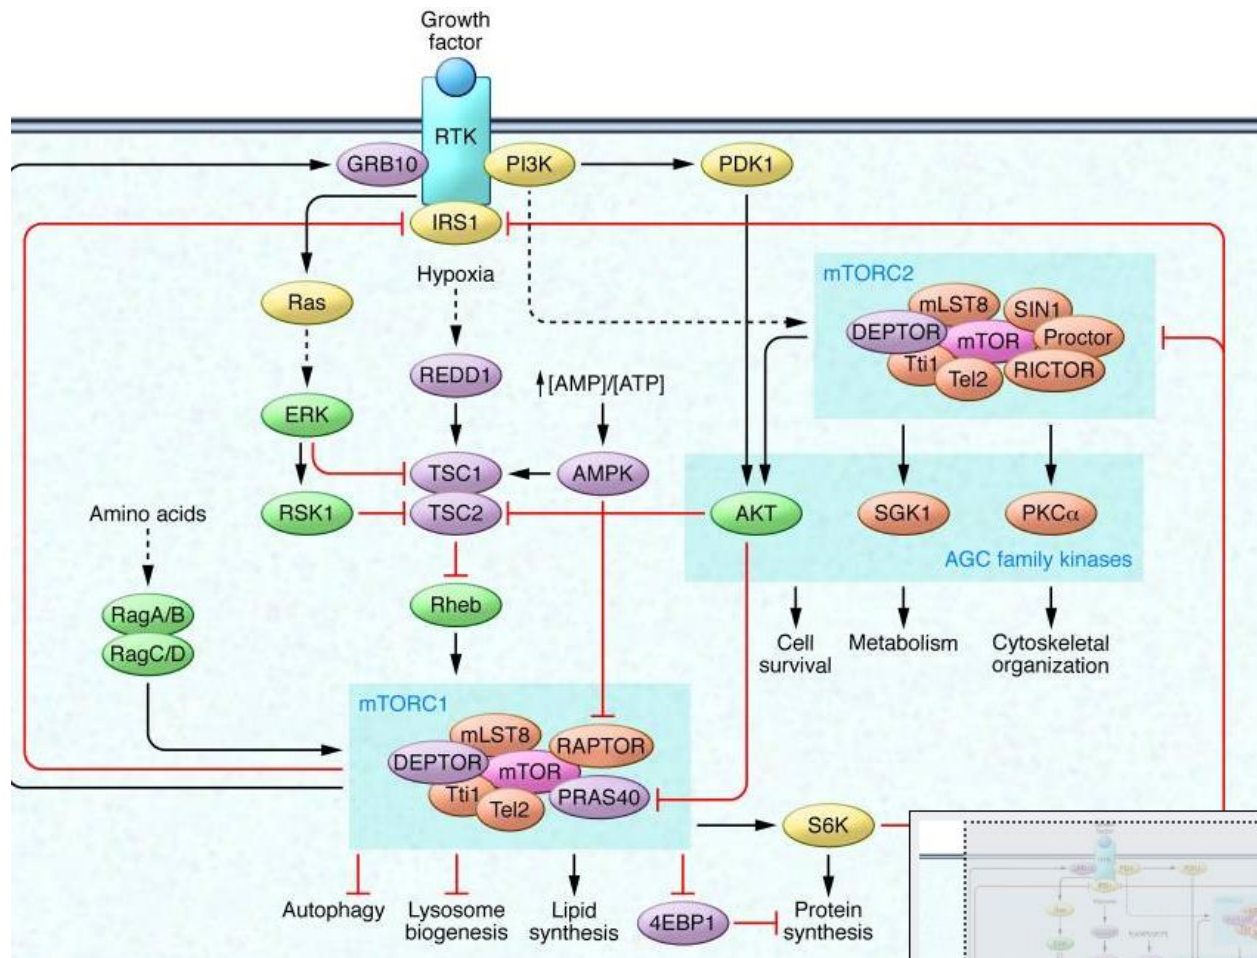 Growth
factor
RTK
GRB10
PI3K
PDK1
IRS1
Hypoxia
mTORC2
Ras
mLST8
SIN1
DEPTOR
mTOR
Proctor
Tti1
Tel2
RICTOR
REDD1
[AMP]/[ATP]
ERK
TSC1
AMPK
Amino acids
RSK1
TSC2
AKT
SGK1
PKCα
AGC family kinases
RagA/B
Rheb
RagC/D
Cell
survival
Metabolism
Cytoskeletal
organization
mTORC1
mLST8
RAPTOR
DEPTOR
mTOR
Tti1
Tel2
PRAS40
S6K
Autophagy
Lysosome
biogenesis
Lipid
synthesis
4EBP1
Protein
synthesis